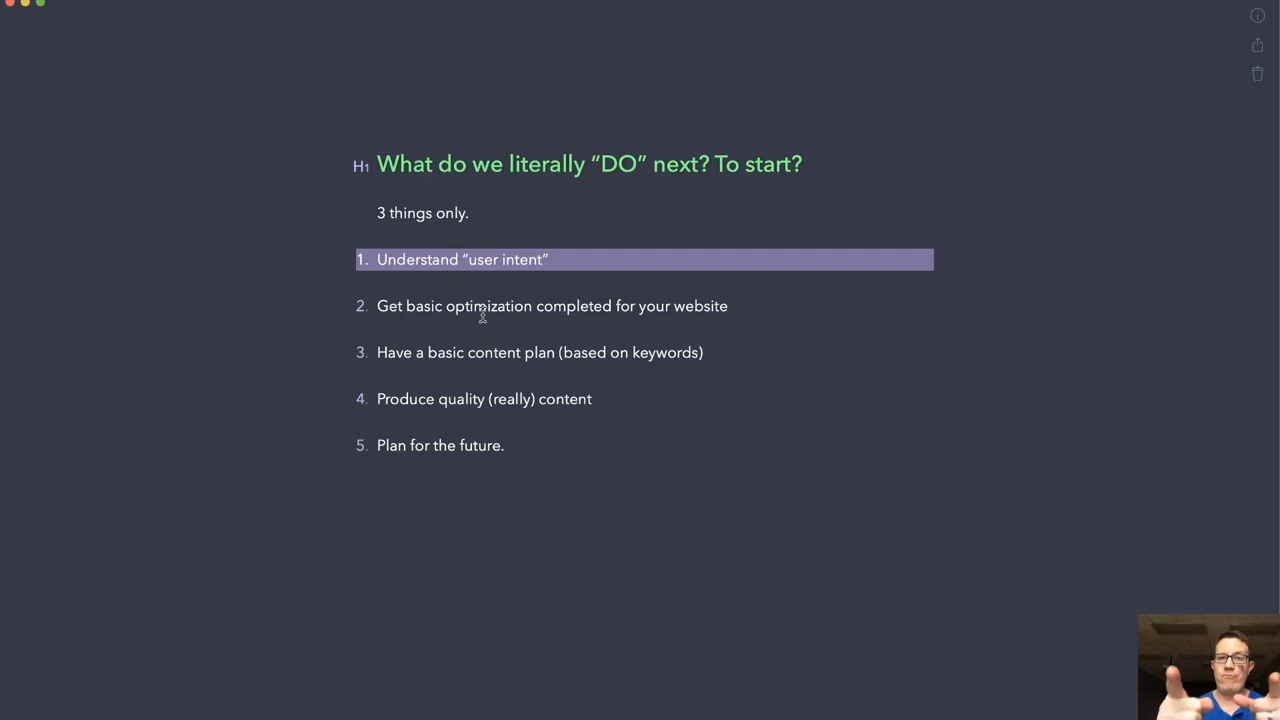 H1 What do we literally “DO” next? To start?
3 things only.
1. Understand “user intent”
2. Get basic optimization completed for your website
3. Have a basic content plan (based on keywords)
4. Produce quality (really) content
5. Plan for the future.